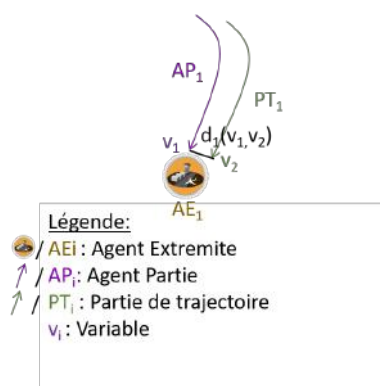 AP₁
PT₁
d₁(v₁,v₂)
v₁
v₂
AE₁
Légende:
/ AEi : Agent Extremite
/ APᵢ: Agent Partie
/ PTᵢ : Partie de trajectoire
vᵢ : Variable